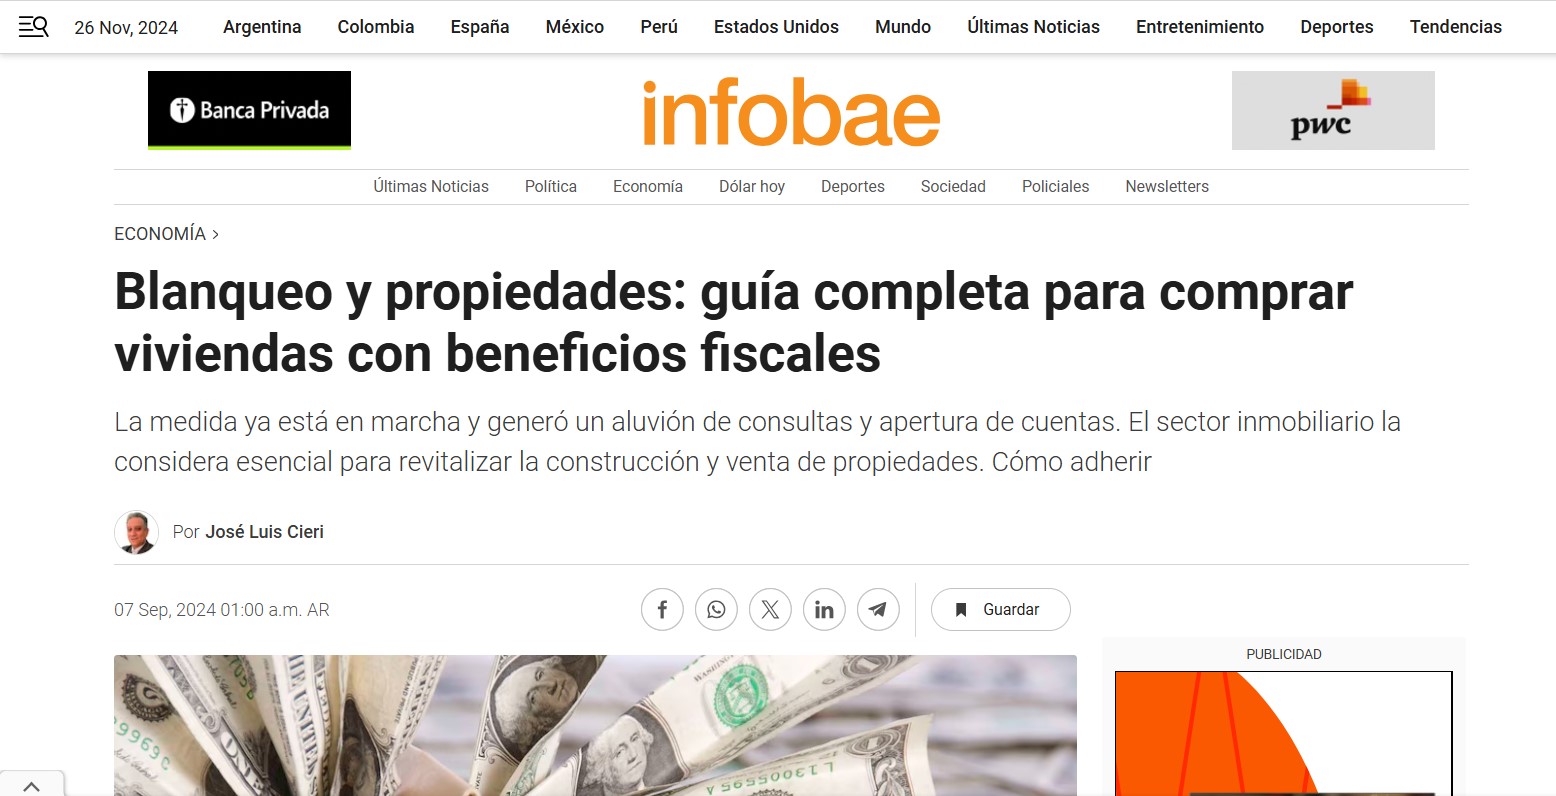 26 Nov, 2024 Argentina Colombia España México Perú Estados Unidos Mundo Últimas Noticias Entretenimiento Deportes Tendencias
Banca Privada
infobae
pwc
Últimas Noticias Política Economía Dólar hoy Deportes Sociedad Policiales Newsletters
ECONOMÍA >
Blanqueo y propiedades: guía completa para comprar
viviendas con beneficios fiscales
La medida ya está en marcha y generó un aluvión de consultas y apertura de cuentas. El sector inmobiliario la
considera esencial para revitalizar la construcción y venta de propiedades. Cómo adherir
Por José Luis Cieri
07 Sep, 2024 01:00 a.m. AR
Guardar
PUBLICIDAD
WASHINGTON
L13005595A